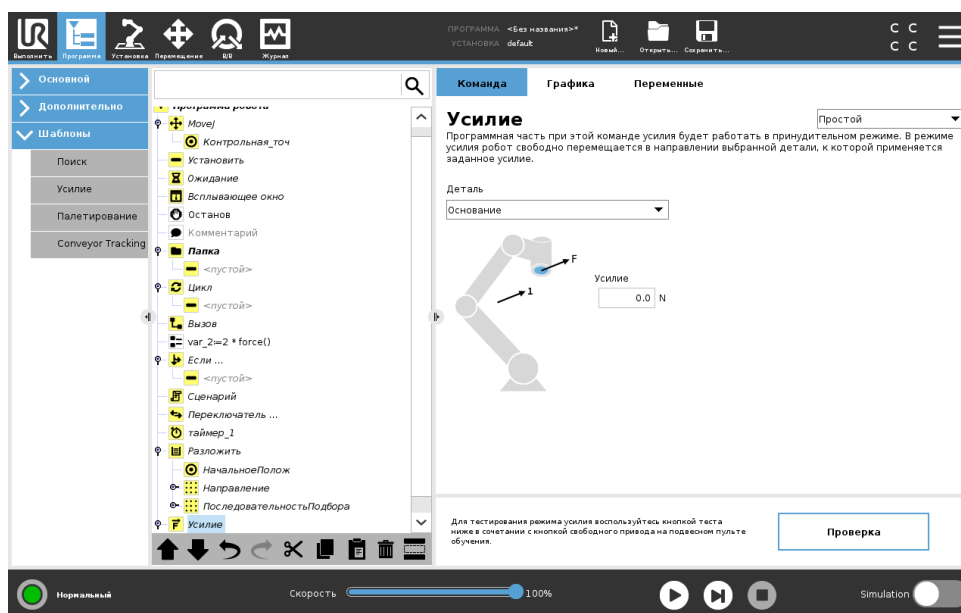 ПРОГРАММА <Без названия>*
УСТАНОВКА default
Выполнить
Программа
Установка
Перемещение
В/В
Журнал
Новый...
Открыть...
Сохранить...
C C
C C
Основной
Дополнительно
Шаблоны
Поиск
Усилие
Палетирование
Conveyor Tracking
Программа робота
MoveJ
Контрольная_точ
Установить
Ожидание
Всплывающее окно
Останов
Комментарий
Папка
<пустой>
Цикл
<пустой>
Вызов
var_2≔2 * force()
Если ...
<пустой>
Сценарий
Переключатель ...
таймер_1
Разложить
НачальноеПолож
Направление
ПоследовательностьПодбора
Усилие
Команда
Графика
Переменные
Усилие
Простой
Программная часть при этой команде усилия будет работать в принудительном режиме. В режиме
усилия робот свободно перемещается в направлении выбранной детали, к которой применяется
заданное усилие.
Деталь
Основание
F
1
Усилие
0.0 N
Для тестирования режима усилия воспользуйтесь кнопкой теста
ниже в сочетании с кнопкой свободного привода на подвесном пульте
обучения.
Проверка
Нормальный
Скорость
100%
Simulation